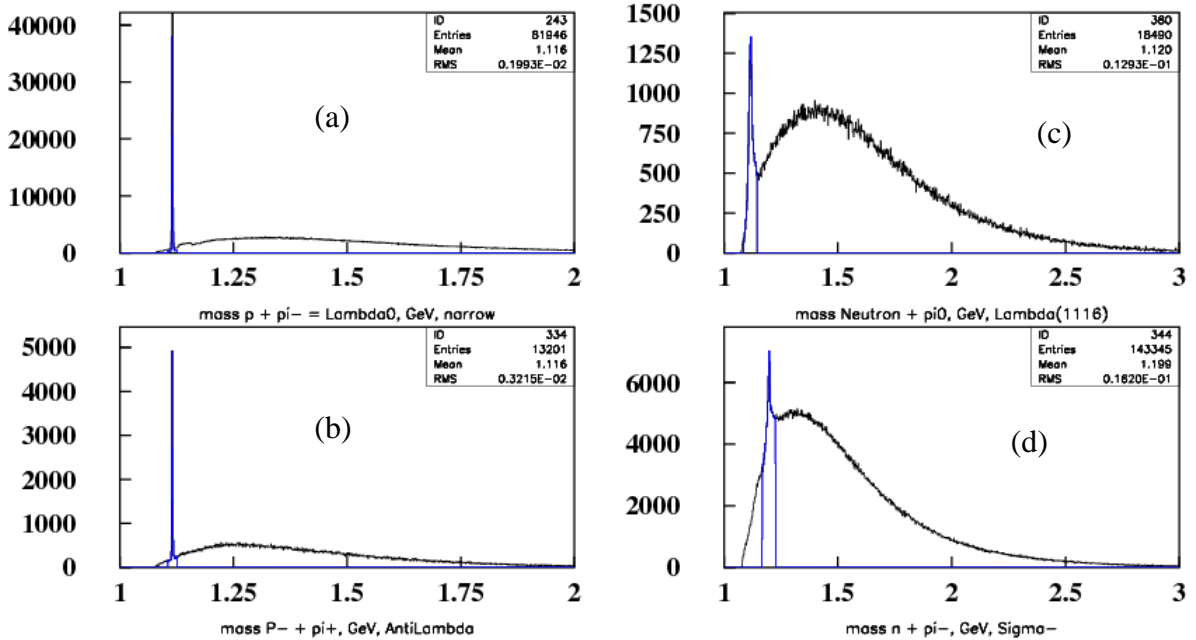 40000
30000
20000
10000
0
1 1.25 1.5 1.75 2
ID 243
Entries 81946
Mean 1.116
RMS 0.1993E-02
(a)
mass p + pi- = Lambda0, GeV, narrow
1500
1250
1000
750
500
250
0
1 1.5 2 2.5 3
ID 380
Entries 18490
Mean 1.120
RMS 0.1293E-01
(c)
mass Neutron + pi0, GeV, Lambda(1116)
5000
4000
3000
2000
1000
0
1 1.25 1.5 1.75 2
ID 334
Entries 13201
Mean 1.116
RMS 0.3215E-02
(b)
mass P- + pi+, GeV, AntiLambda
6000
4000
2000
0
1 1.5 2 2.5 3
ID 344
Entries 143345
Mean 1.199
RMS 0.1620E-01
(d)
mass n + pi-, GeV, Sigma-